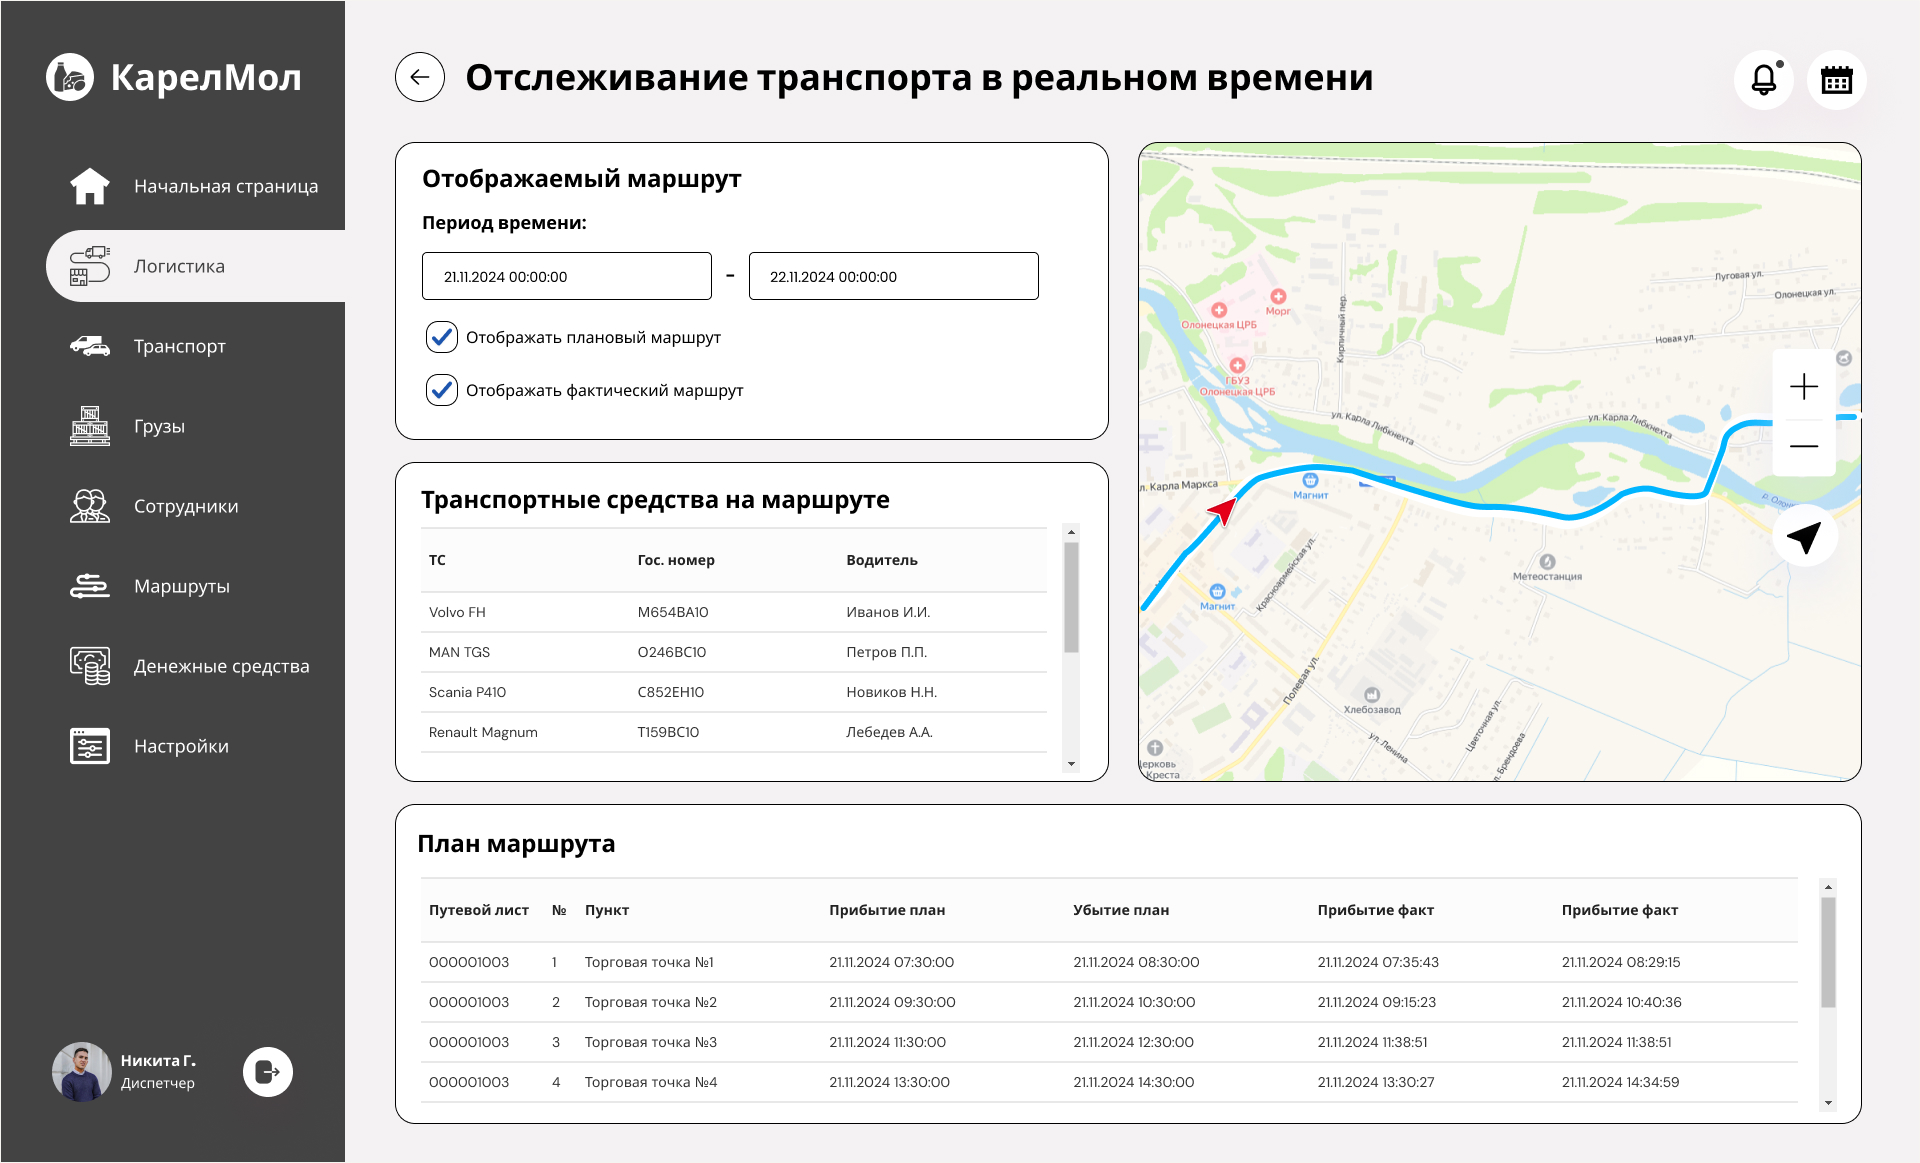 КарелМол
Начальная страница
Логистика
Транспорт
Грузы
Сотрудники
Маршруты
Денежные средства
Настройки
Никита Г.
Диспетчер
Отслеживание транспорта в реальном времени
Отображаемый маршрут
Период времени:
21.11.2024 00:00:00 - 22.11.2024 00:00:00
Отображать плановый маршрут
Отображать фактический маршрут
Транспортные средства на маршруте
ТС Гос. номер Водитель
Volvo FH М654ВА10 Иванов И.И.
MAN TGS О246ВС10 Петров П.П.
Scania P410 С852ЕН10 Новиков Н.Н.
Renault Magnum Т159ВС10 Лебедев А.А.
Луговая ул.
Олонецкая ул.
Морг
Олонецкая ЦРБ
Кирпичный пер.
Новая ул.
ГБУЗ
Олонецкая ЦРБ
ул. Карла Либкнехта
ул. Карла Либкнехта
л. Карла Маркса
Магнит
р. Олон
Красноармейская ул.
Метеостанция
Магнит
Полевая ул.
Хлебозавод
Цветочная ул.
ул. Ленина
л. Брендоева
ерковь
Креста
План маршрута
Путевой лист № Пункт Прибытие план Убытие план Прибытие факт Прибытие факт
000001003 1 Торговая точка №1 21.11.2024 07:30:00 21.11.2024 08:30:00 21.11.2024 07:35:43 21.11.2024 08:29:15
000001003 2 Торговая точка №2 21.11.2024 09:30:00 21.11.2024 10:30:00 21.11.2024 09:15:23 21.11.2024 10:40:36
000001003 3 Торговая точка №3 21.11.2024 11:30:00 21.11.2024 12:30:00 21.11.2024 11:38:51 21.11.2024 11:38:51
000001003 4 Торговая точка №4 21.11.2024 13:30:00 21.11.2024 14:30:00 21.11.2024 13:30:27 21.11.2024 14:34:59